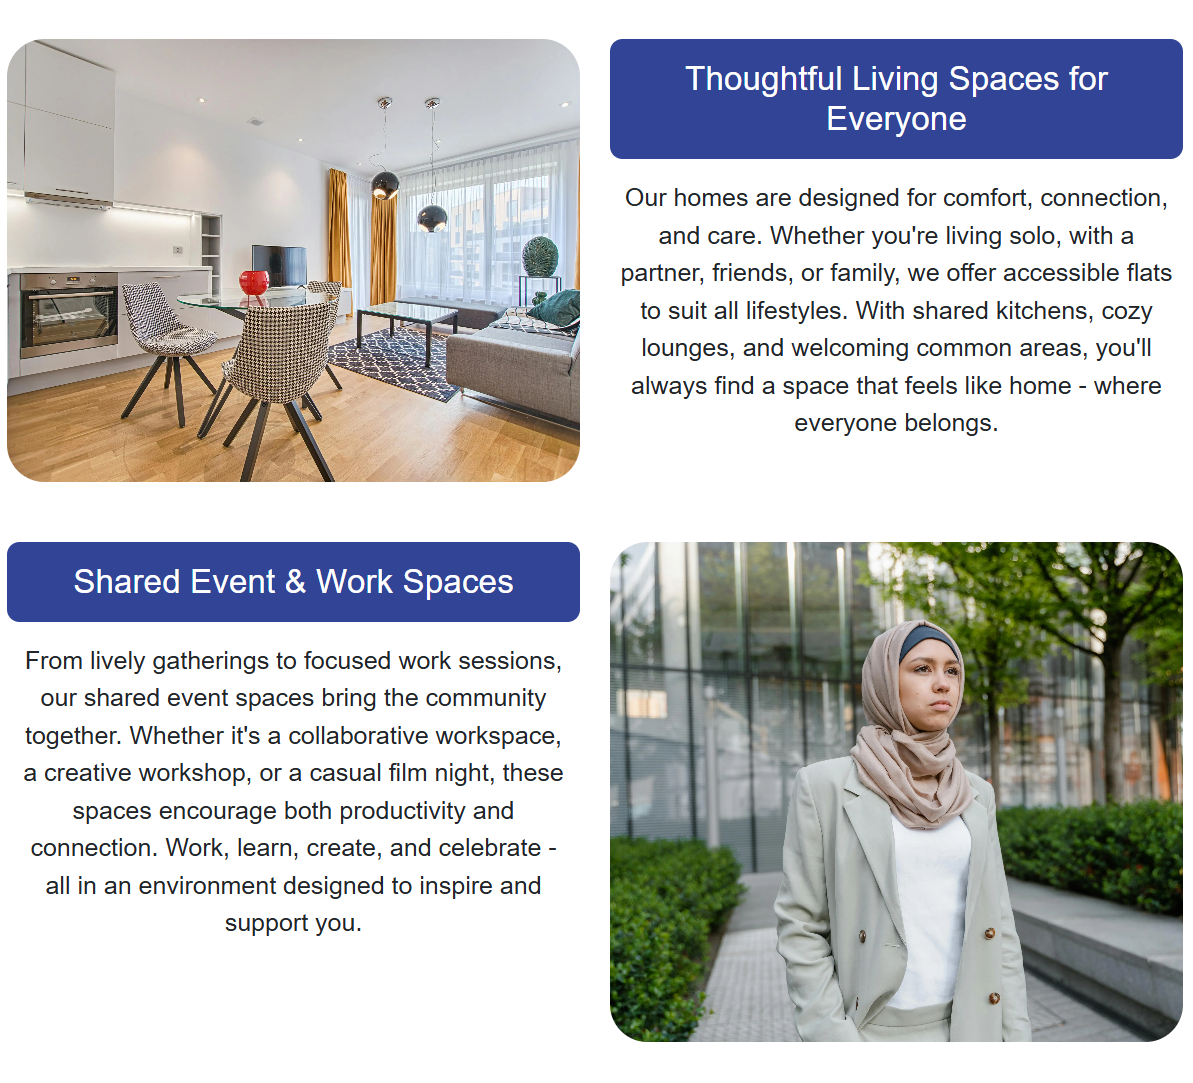 Thoughtful Living Spaces for
Everyone
Our homes are designed for comfort, connection,
and care. Whether you're living solo, with a
partner, friends, or family, we offer accessible flats
to suit all lifestyles. With shared kitchens, cozy
lounges, and welcoming common areas, you'll
always find a space that feels like home - where
everyone belongs.
Shared Event & Work Spaces
From lively gatherings to focused work sessions,
our shared event spaces bring the community
together. Whether it's a collaborative workspace,
a creative workshop, or a casual film night, these
spaces encourage both productivity and
connection. Work, learn, create, and celebrate -
all in an environment designed to inspire and
support you.